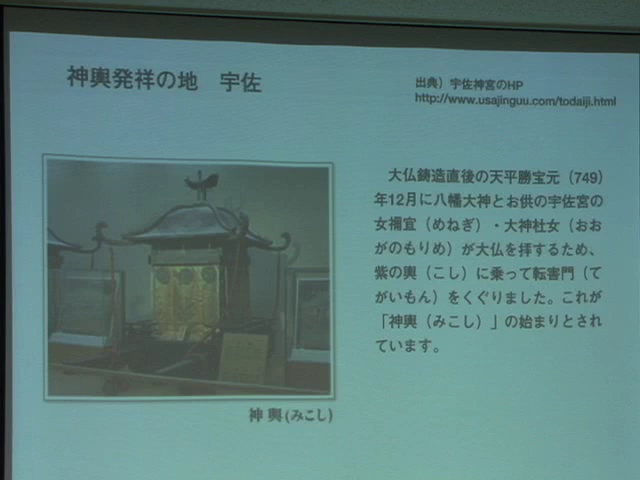 神輿発祥の地　宇佐
出典）宇佐神宮のHP
http://www.usajinguu.com/todaiji.html
大仏鋳造直後の天平勝宝元（749）
年12月に八幡大神とお供の宇佐宮の
女禰宜（めねぎ）・大神杜女（おお
がのもりめ）が大仏を拝するため、
紫の輿（こし）に乗って転害門（て
がいもん）をくぐりました。これが
「神輿（みこし）」の始まりとされ
ています。
神 輿(みこし)